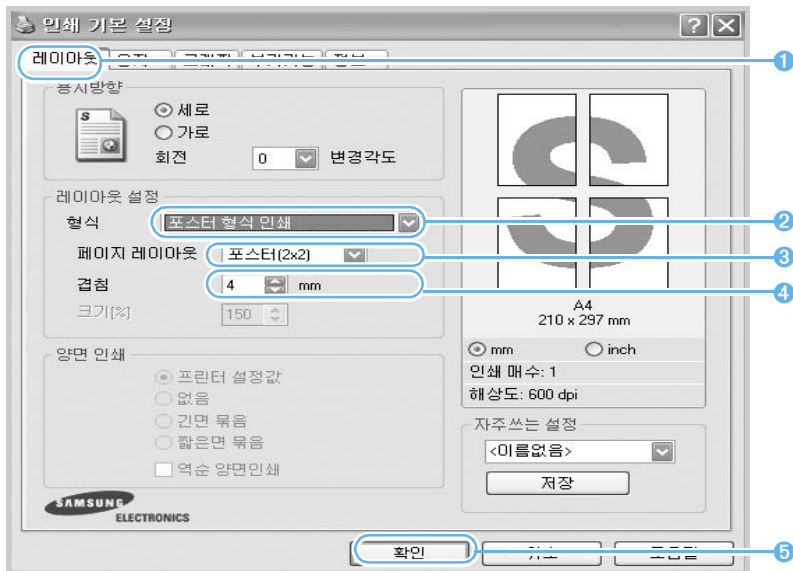 인쇄 기본 설정
레이아웃
1
용지방향
세로
가로
회전 0 변경각도
레이아웃 설정
형식 포스터 형식 인쇄
2
페이지 레이아웃 포스터(2x2)
3
겹침 4 mm
4
크기[%] 150
양면 인쇄
프린터 설정값
없음
긴면 묶음
짧은면 묶음
역순 양면인쇄
SAMSUNG
ELECTRONICS
S
A4
210 x 297 mm
mm inch
인쇄 매수: 1
해상도: 600 dpi
자주쓰는 설정
<이름없음>
저장
확인
5